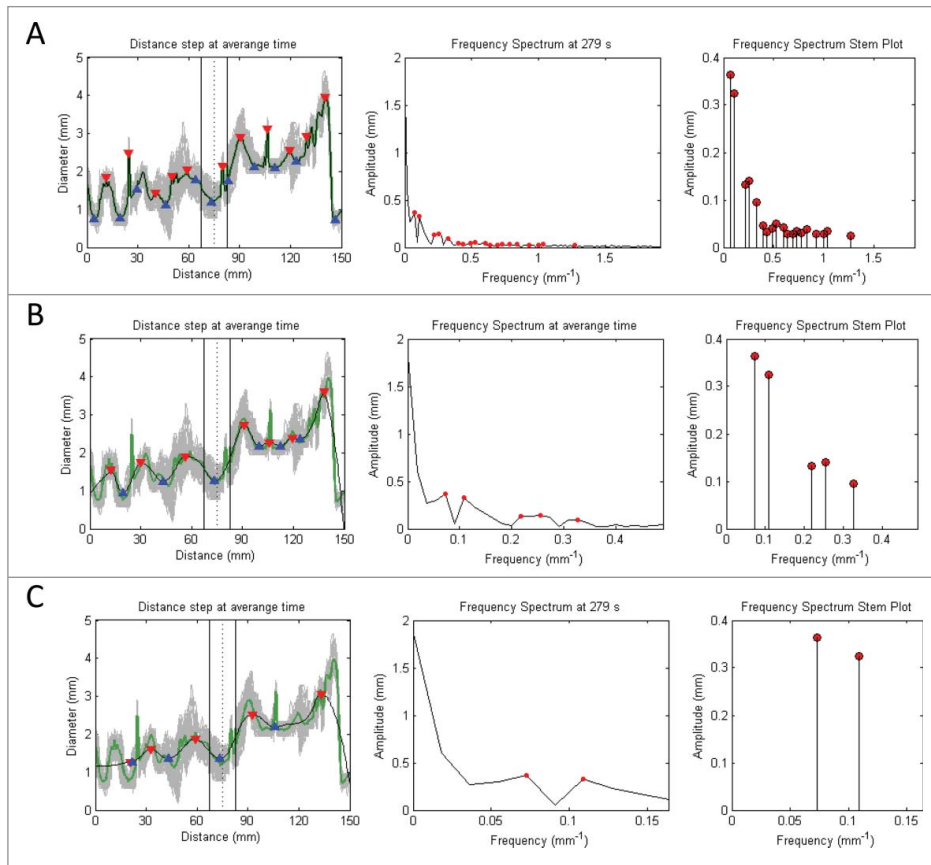 A
Distance step at averange time
Frequency Spectrum at 279 s
Frequency Spectrum Stem Plot
Diameter (mm)
5
4
3
2
1
0
0 30 60 90 120 150
Distance (mm)
Amplitude (mm)
2
1.5
1
0.5
0
0 0.5 1 1.5
Frequency (mm⁻¹)
Amplitude (mm)
0.4
0.3
0.2
0.1
0
0 0.5 1 1.5
Frequency (mm⁻¹)
B
Distance step at averange time
Frequency Spectrum at average time
Frequency Spectrum Stem Plot
Diameter (mm)
5
4
3
2
1
0
0 30 60 90 120 150
Distance (mm)
Amplitude (mm)
2
1.5
1
0.5
0
0 0.1 0.2 0.3 0.4
Frequency (mm⁻¹)
Amplitude (mm)
0.4
0.3
0.2
0.1
0
0 0.1 0.2 0.3 0.4
Frequency (mm⁻¹)
C
Distance step at averange time
Frequency Spectrum at 279 s
Frequency Spectrum Stem Plot
Diameter (mm)
5
4
3
2
1
0
0 30 60 90 120 150
Distance (mm)
Amplitude (mm)
2
1.5
1
0.5
0
0 0.05 0.1 0.15
Frequency (mm⁻¹)
Amplitude (mm)
0.4
0.3
0.2
0.1
0
0 0.05 0.1 0.15
Frequency (mm⁻¹)